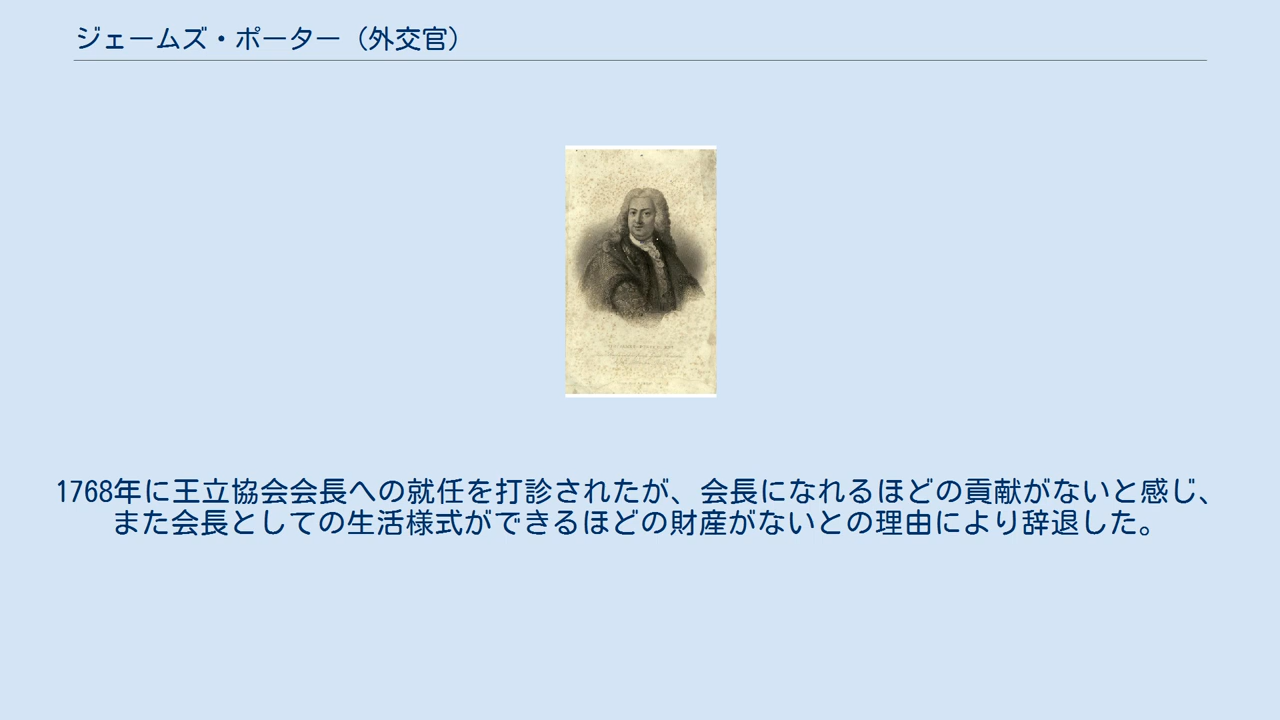 ジェームズ・ポーター（外交官）
1768年に王立協会会長への就任を打診されたが、会長になれるほどの貢献がないと感じ、
また会長としての生活様式ができるほどの財産がないとの理由により辞退した。